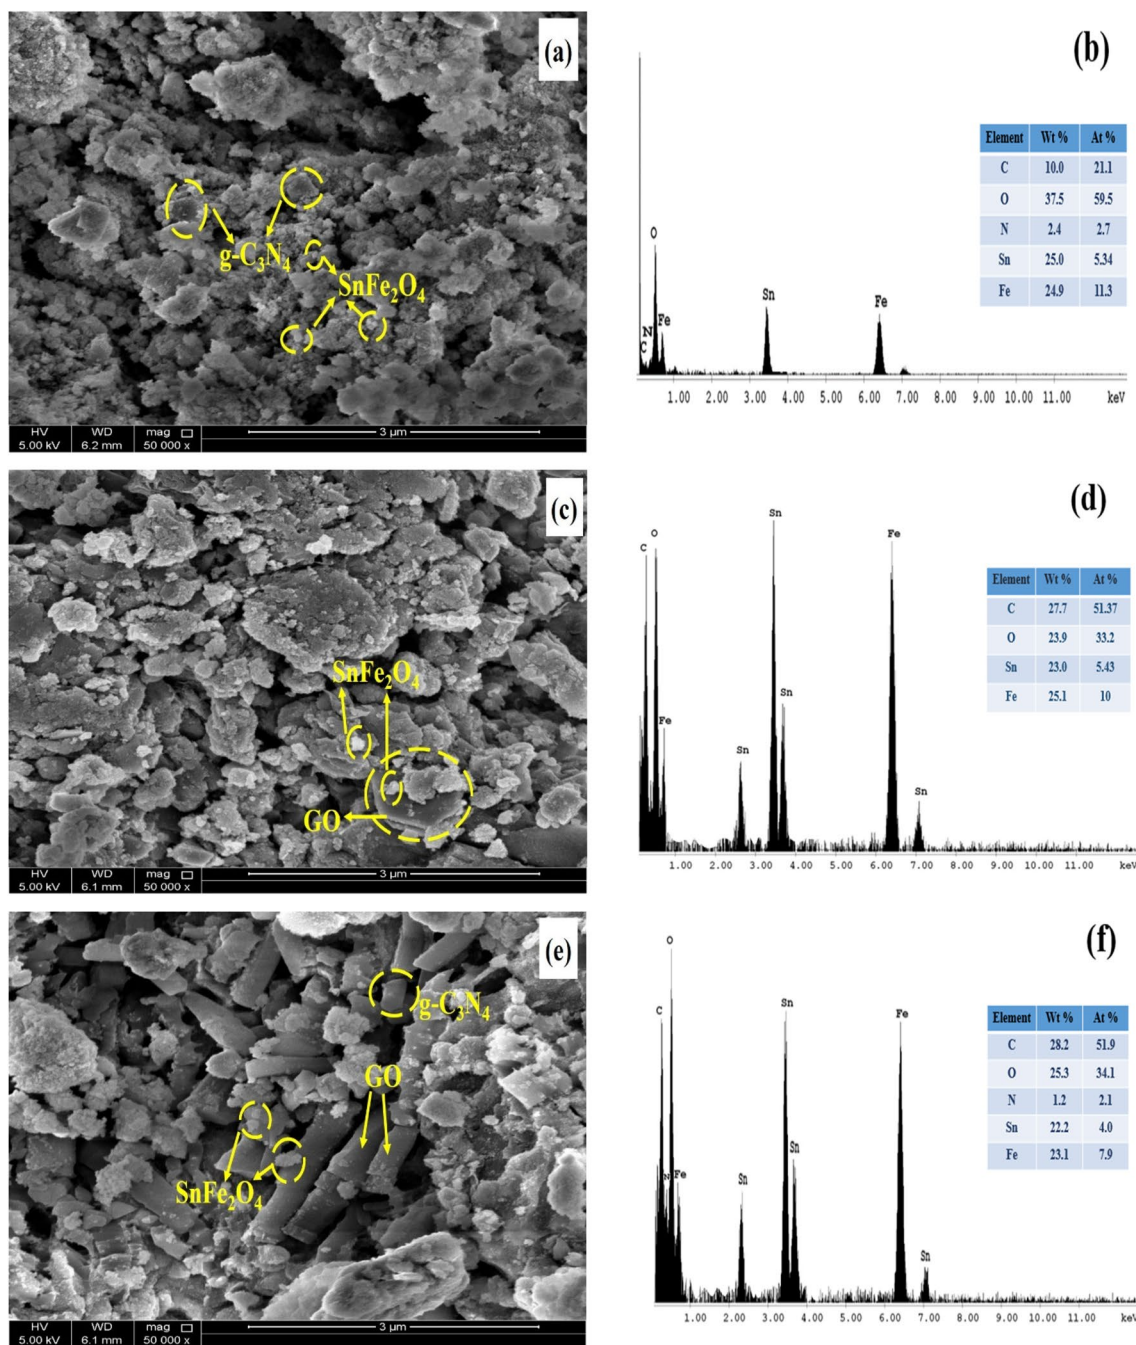 (a)
g-C₃N₄
SnFe₂O₄
HV WD mag □
5.00 kV 6.2 mm 50 000 x 3 µm
(b)
Element Wt % At %
C 10.0 21.1
O 37.5 59.5
N 2.4 2.7
Sn 25.0 5.34
Fe 24.9 11.3
O
Sn
Fe
N Fe
C
1.00 2.00 3.00 4.00 5.00 6.00 7.00 8.00 9.00 10.00 11.00 keV
(c)
SnFe₂O₄
GO
HV WD mag □
5.00 kV 6.1 mm 50 000 x 3 µm
(d)
Element Wt % At %
C 27.7 51.37
O 23.9 33.2
Sn 23.0 5.43
Fe 25.1 10
Sn
Fe
O
C
Sn
Fe
Sn
Sn
1.00 2.00 3.00 4.00 5.00 6.00 7.00 8.00 9.00 10.00 11.00 keV
(e)
g-C₃N₄
GO
SnFe₂O₄
HV WD mag □
5.00 kV 6.1 mm 50 000 x 3 µm
(f)
Element Wt % At %
C 28.2 51.9
O 25.3 34.1
N 1.2 2.1
Sn 22.2 4.0
Fe 23.1 7.9
O
Sn
C
Fe
Sn
N Fe
Sn
Sn
1.00 2.00 3.00 4.00 5.00 6.00 7.00 8.00 9.00 10.00 11.00 keV